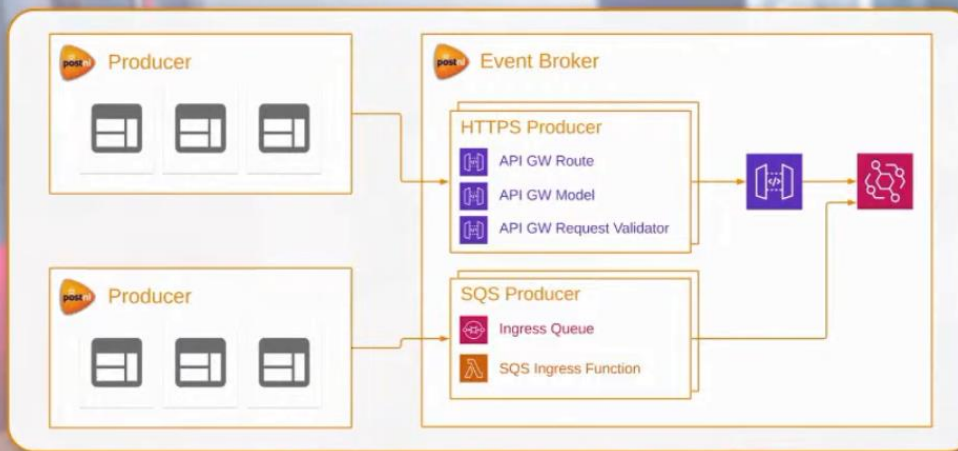 postnl
Producer
postnl
Event Broker
HTTPS Producer
API GW Route
API GW Model
API GW Request Validator
</>
postnl
Producer
SQS Producer
Ingress Queue
SQS Ingress Function